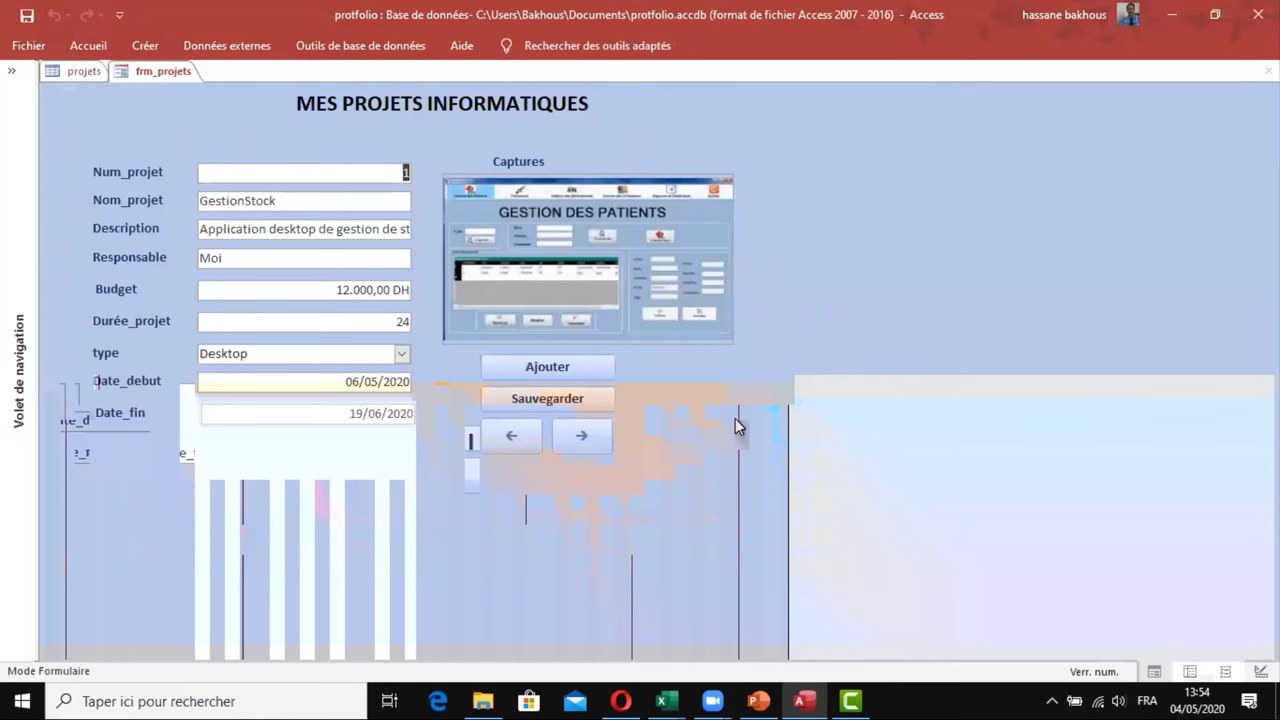 protfolio : Base de données- C:\Users\Bakhous\Documents\protfolio.accdb (format de fichier Access 2007 - 2016) - Access
hassane bakhous
Fichier
Accueil
Créer
Données externes
Outils de base de données
Aide
Rechercher des outils adaptés
projets
frm_projets
Volet de navigation
MES PROJETS INFORMATIQUES
Num_projet
1
Nom_projet
GestionStock
Description
Application desktop de gestion de st
Responsable
Moi
Budget
12.000,00 DH
Durée_projet
24
type
Desktop
Date_debut
06/05/2020
Date_fin
19/06/2020
Captures
GESTION DES PATIENTS
Ajouter
Sauvegarder
Mode Formulaire
Verr. num.
Taper ici pour rechercher
FRA
13:54
04/05/2020